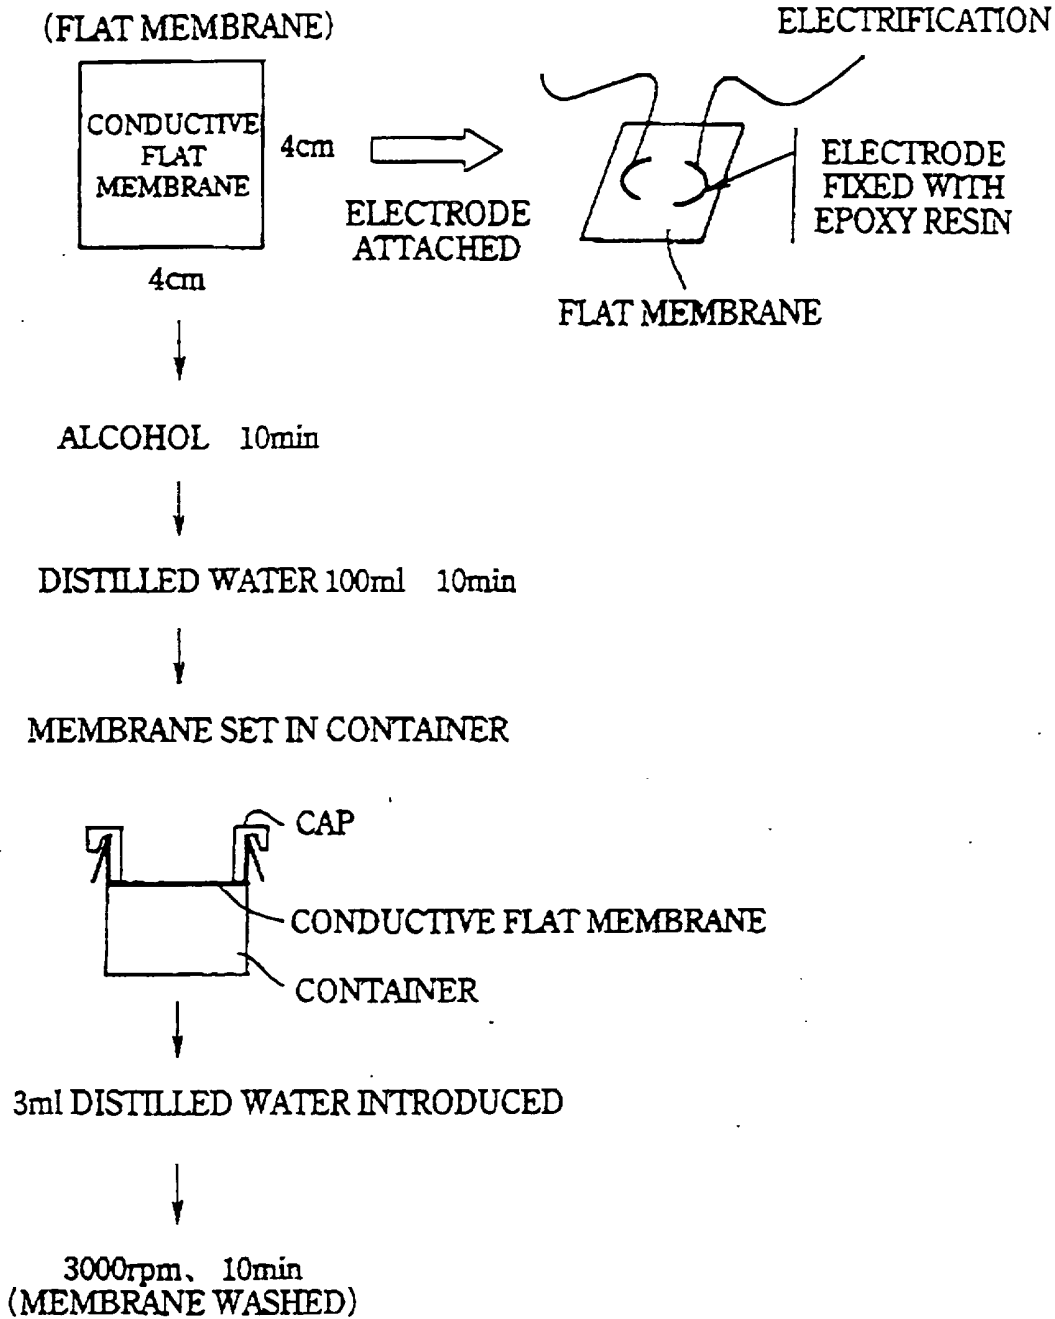 (FLAT MEMBRANE)
CONDUCTIVE
FLAT
MEMBRANE
4cm
4cm
ELECTRODE
ATTACHED
ELECTRIFICATION
ELECTRODE
FIXED WITH
EPOXY RESIN
FLAT MEMBRANE
ALCOHOL 10min
DISTILLED WATER 100ml 10min
MEMBRANE SET IN CONTAINER
CAP
CONDUCTIVE FLAT MEMBRANE
CONTAINER
3ml DISTILLED WATER INTRODUCED
3000rpm、 10min
(MEMBRANE WASHED)